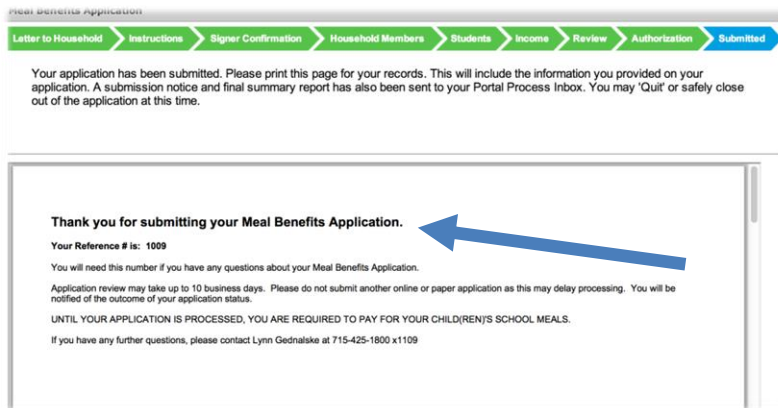 Meal Benefits Application
Letter to Household Instructions Signer Confirmation Household Members Students Income Review Authorization Submitted
Your application has been submitted. Please print this page for your records. This will include the information you provided on your
application. A submission notice and final summary report has also been sent to your Portal Process Inbox. You may 'Quit' or safely close
out of the application at this time.
Thank you for submitting your Meal Benefits Application.
Your Reference # is: 1009
You will need this number if you have any questions about your Meal Benefits Application.
Application review may take up to 10 business days. Please do not submit another online or paper application as this may delay processing. You will be
notified of the outcome of your application status.
UNTIL YOUR APPLICATION IS PROCESSED, YOU ARE REQUIRED TO PAY FOR YOUR CHILD(REN)'S SCHOOL MEALS.
If you have any further questions, please contact Lynn Gednalske at 715-425-1800 x1109